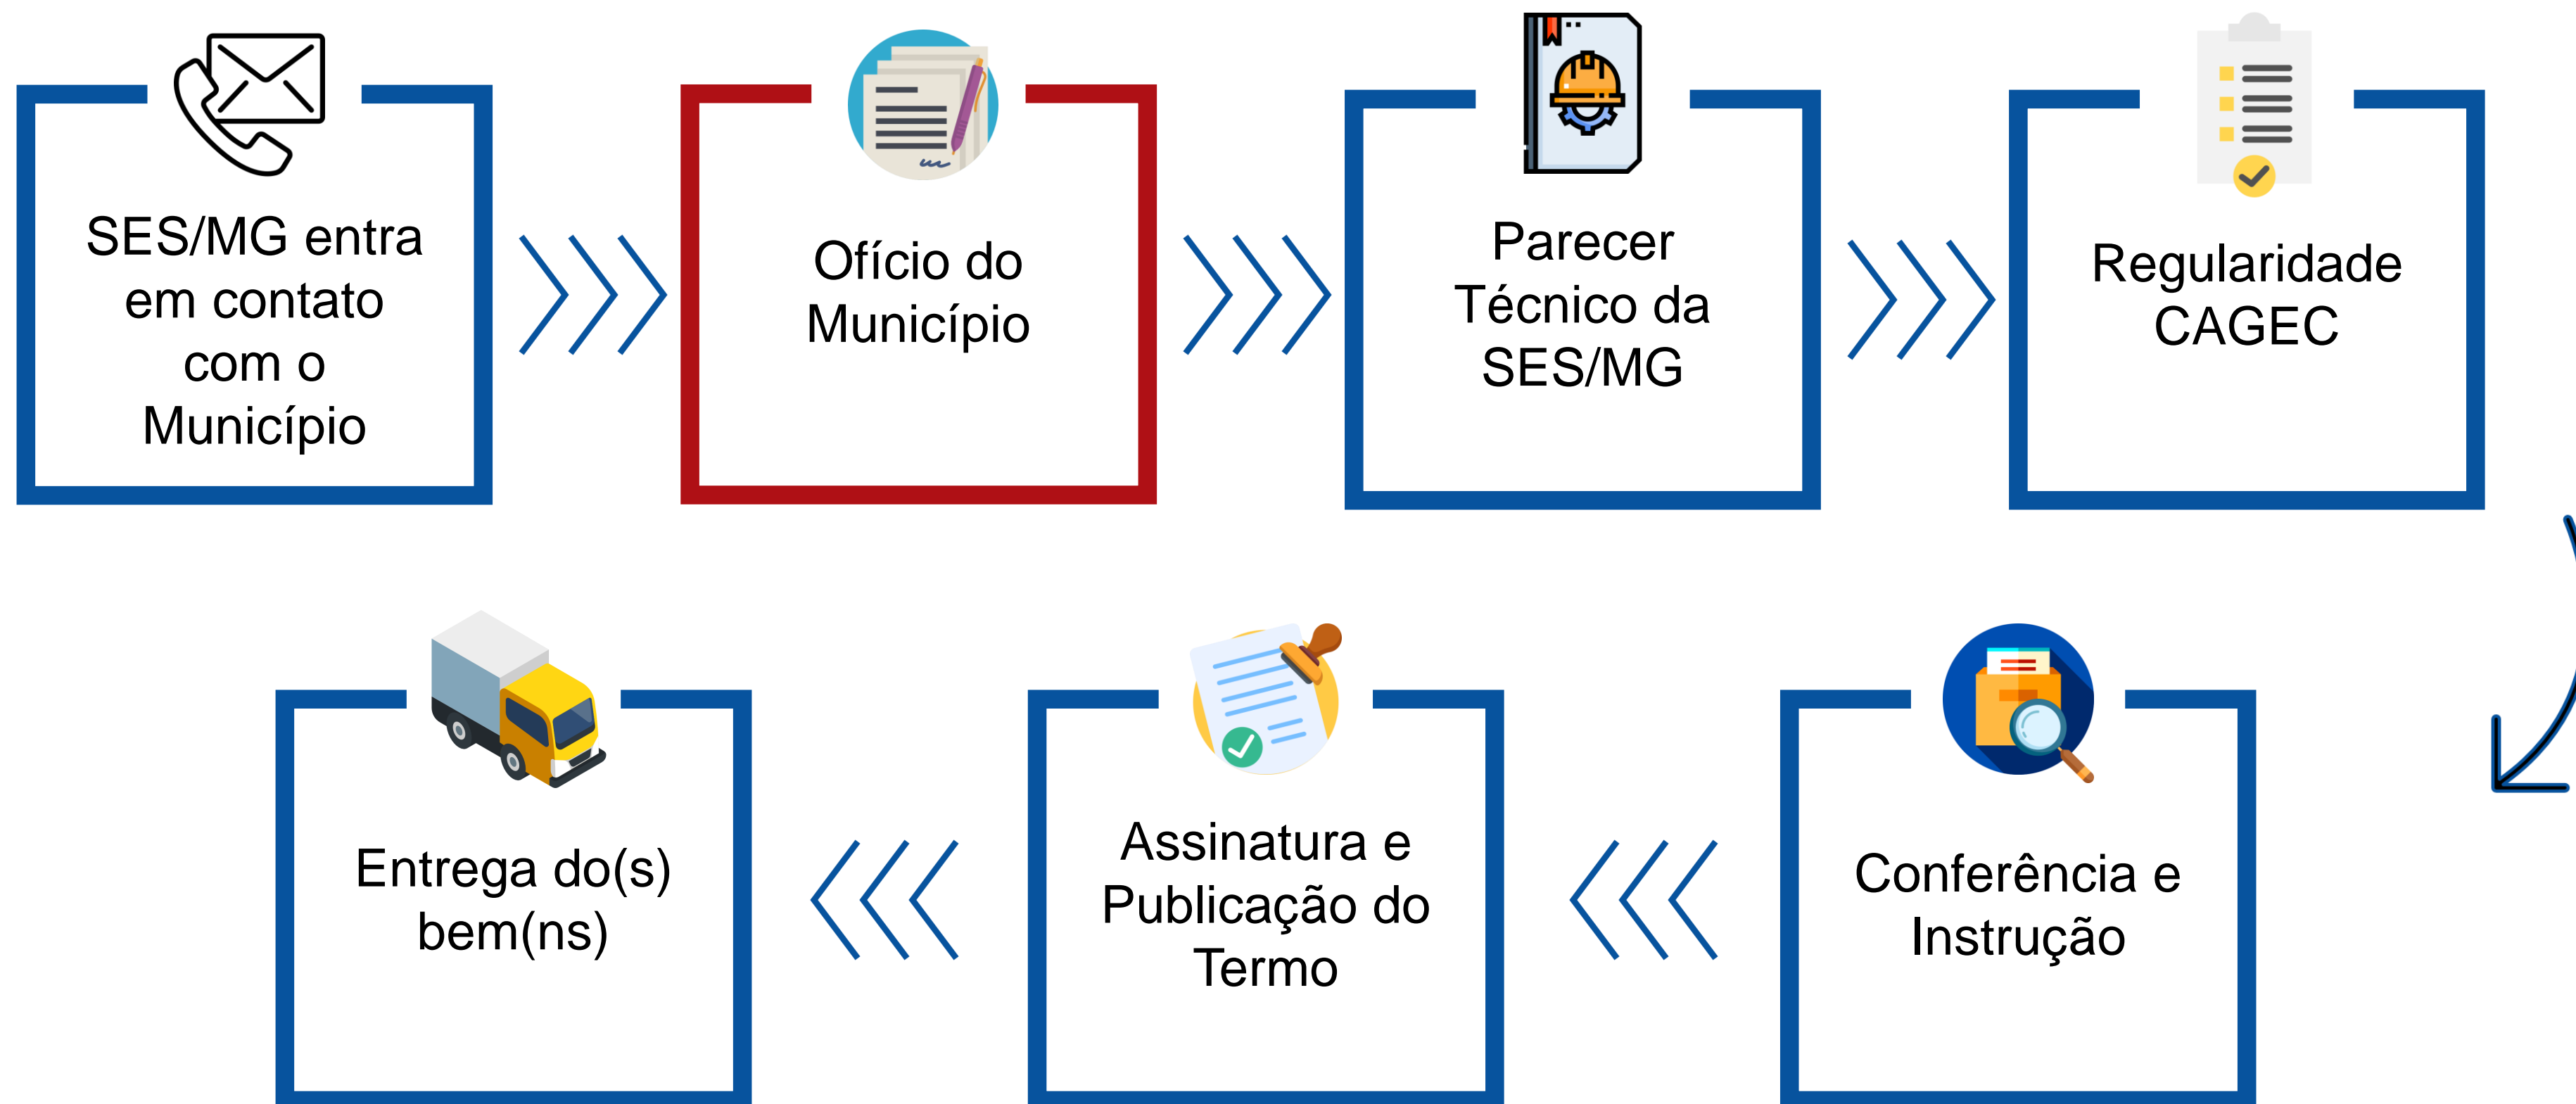 SES/MG entra
em contato
com o
Município
Ofício do
Município
Parecer
Técnico da
SES/MG
Regularidade
CAGEC
Conferência e
Instrução
Assinatura e
Publicação do
Termo
Entrega do(s)
bem(ns)